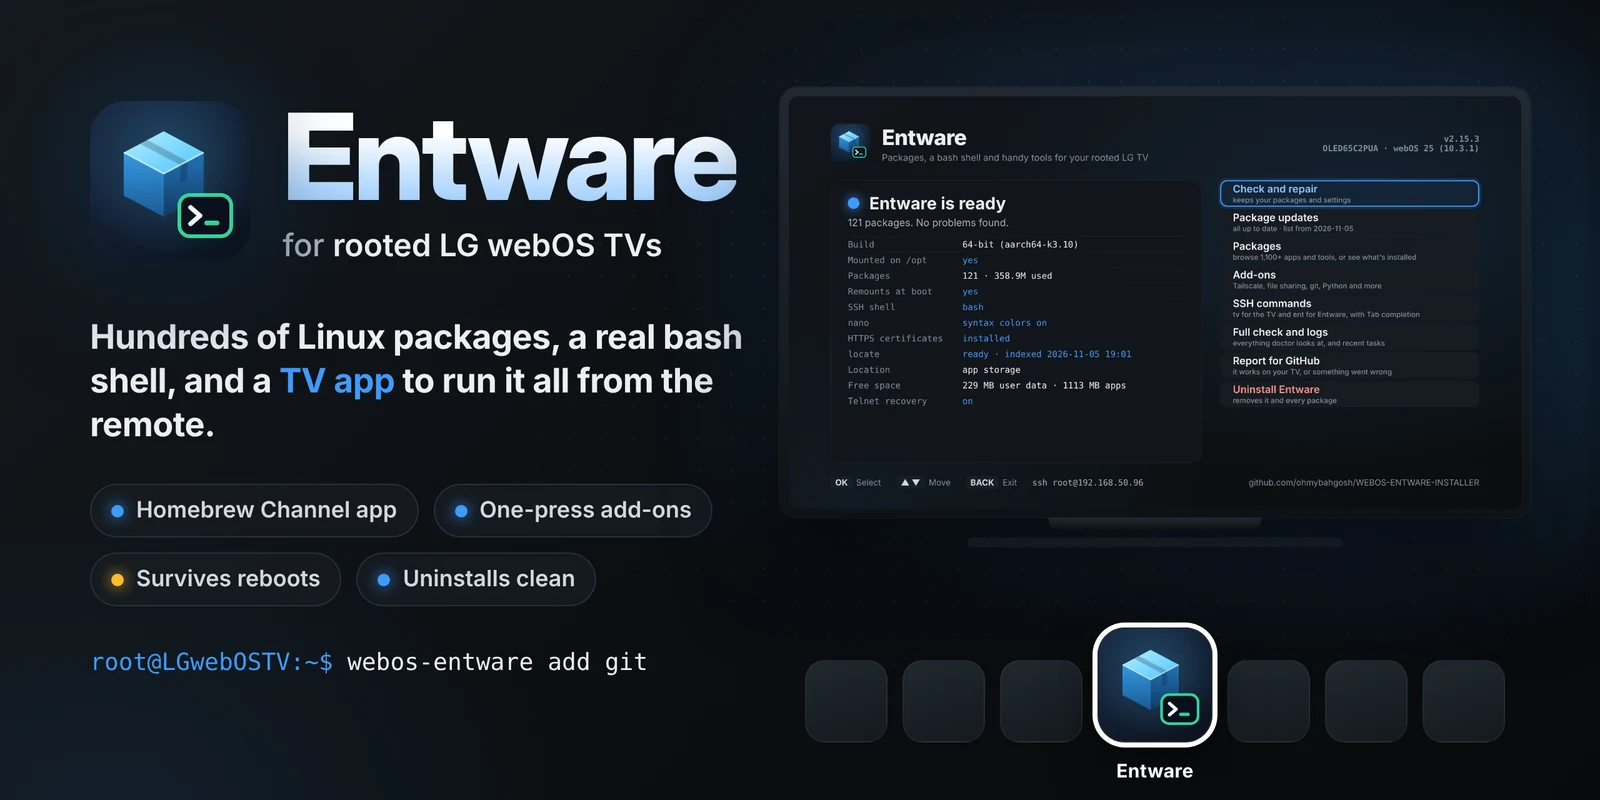 Entware
for rooted LG webOS TVs
Hundreds of Linux packages, a real bash
shell, and a TV app to run it all from the
remote.
Homebrew Channel app
One-press add-ons
Survives reboots
Uninstalls clean
root@LGwebOSTV:~$ webos-entware add git
Entware
Packages, a bash shell and handy tools for your rooted LG TV
v2.15.3
OLED65C2PUA · webOS 25 (10.3.1)
Entware is ready
121 packages. No problems found.
Build 64-bit (aarch64-k3.10)
Mounted on /opt yes
Packages 121 · 358.9M used
Remounts at boot yes
SSH shell bash
nano syntax colors on
HTTPS certificates installed
locate ready · indexed 2026-11-05 19:01
Location app storage
Free space 229 MB user data · 1113 MB apps
Telnet recovery on
Check and repair
keeps your packages and settings
Package updates
all up to date · list from 2026-11-05
Packages
browse 1,100+ apps and tools, or see what's installed
Add-ons
Tailscale, file sharing, git, Python and more
SSH commands
tv for the TV and ent for Entware, with Tab completion
Full check and logs
everything doctor looks at, and recent tasks
Report for GitHub
it works on your TV, or something went wrong
Uninstall Entware
removes it and every package
OK Select ▲▼ Move BACK Exit ssh root@192.168.50.96
github.com/ohmybahgosh/WEBOS-ENTWARE-INSTALLER
Entware